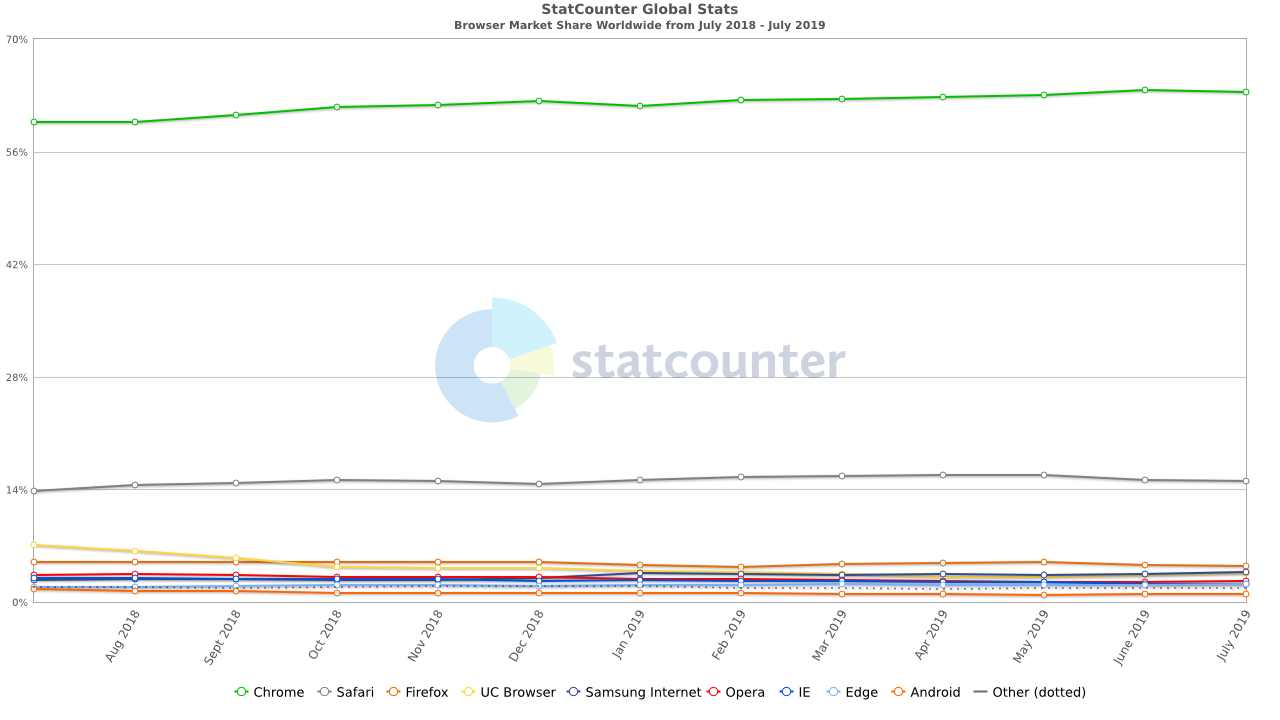 StatCounter Global Stats
Browser Market Share Worldwide from July 2018 - July 2019
70%
56%
42%
28%
14%
0%
statcounter
Aug 2018
Sept 2018
Oct 2018
Nov 2018
Dec 2018
Jan 2019
Feb 2019
Mar 2019
Apr 2019
May 2019
June 2019
July 2019
Chrome Safari Firefox UC Browser Samsung Internet Opera IE Edge Android Other (dotted)